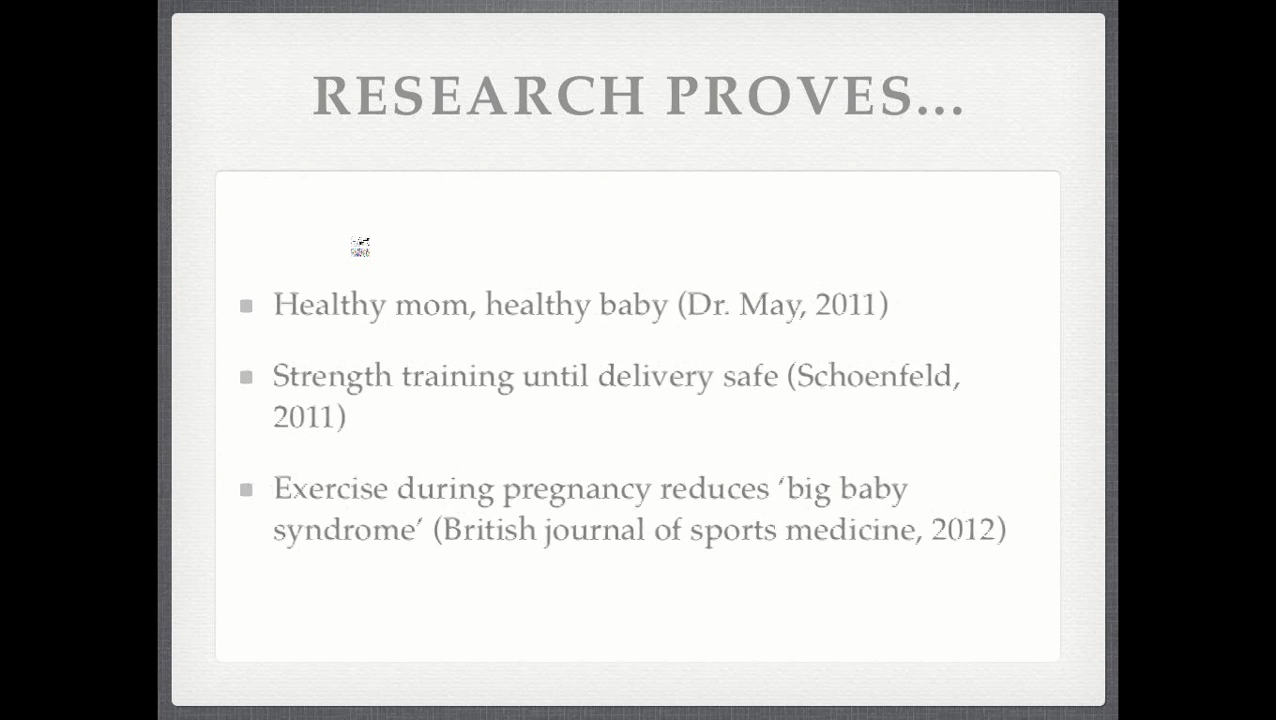 RESEARCH PROVES...
Healthy mom, healthy baby (Dr. May, 2011)
Strength training until delivery safe (Schoenfeld,
2011)
Exercise during pregnancy reduces ‘big baby
syndrome’ (British journal of sports medicine, 2012)